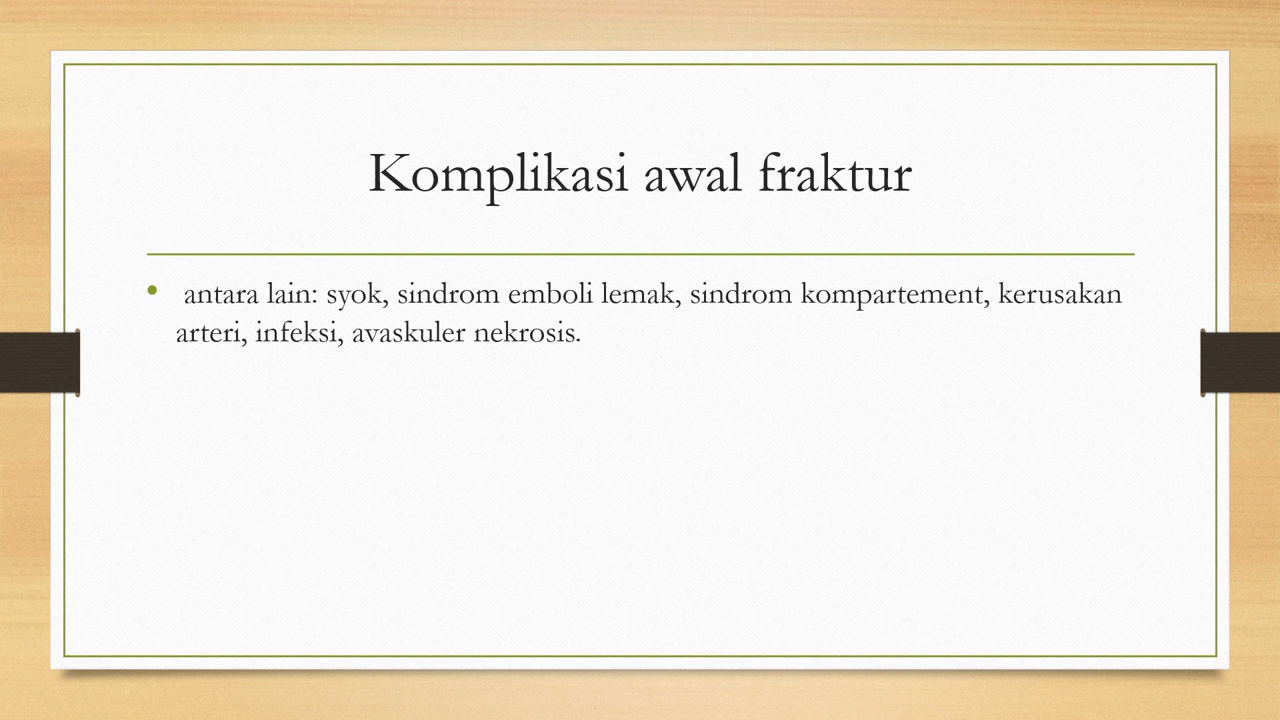 Komplikasi awal fraktur
• antara lain: syok, sindrom emboli lemak, sindrom kompartement, kerusakan
arteri, infeksi, avaskuler nekrosis.